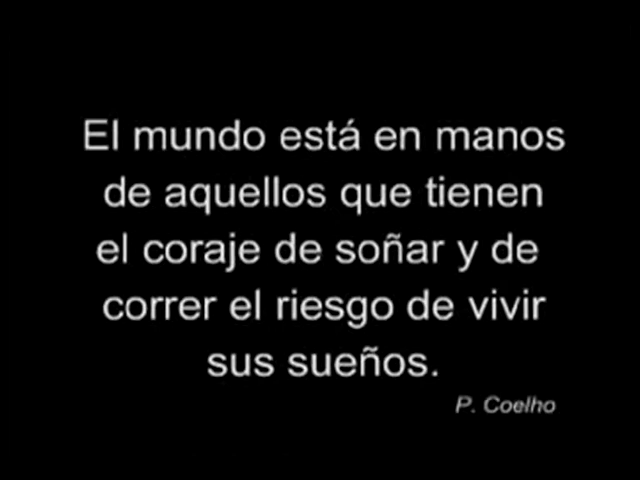 El mundo está en manos
de aquellos que tienen
el coraje de soñar y de
correr el riesgo de vivir
sus sueños.
P. Coelho